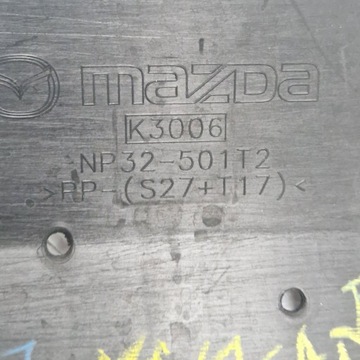 mazda
K3006
NP32-501T2
>PP-(S27+T17)<